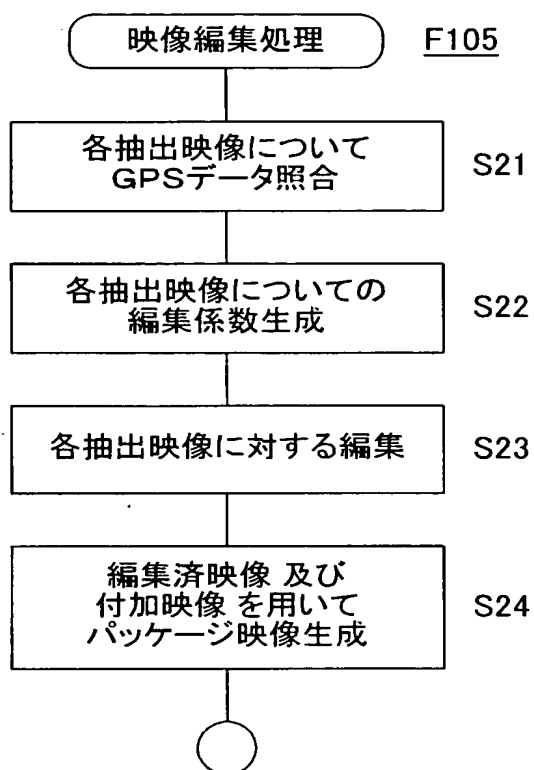 映像編集処理 F105
各抽出映像について
GPSデータ照合
S21
各抽出映像についての
編集係数生成
S22
各抽出映像に対する編集
S23
編集済映像 及び
付加映像 を用いて
パッケージ映像生成
S24